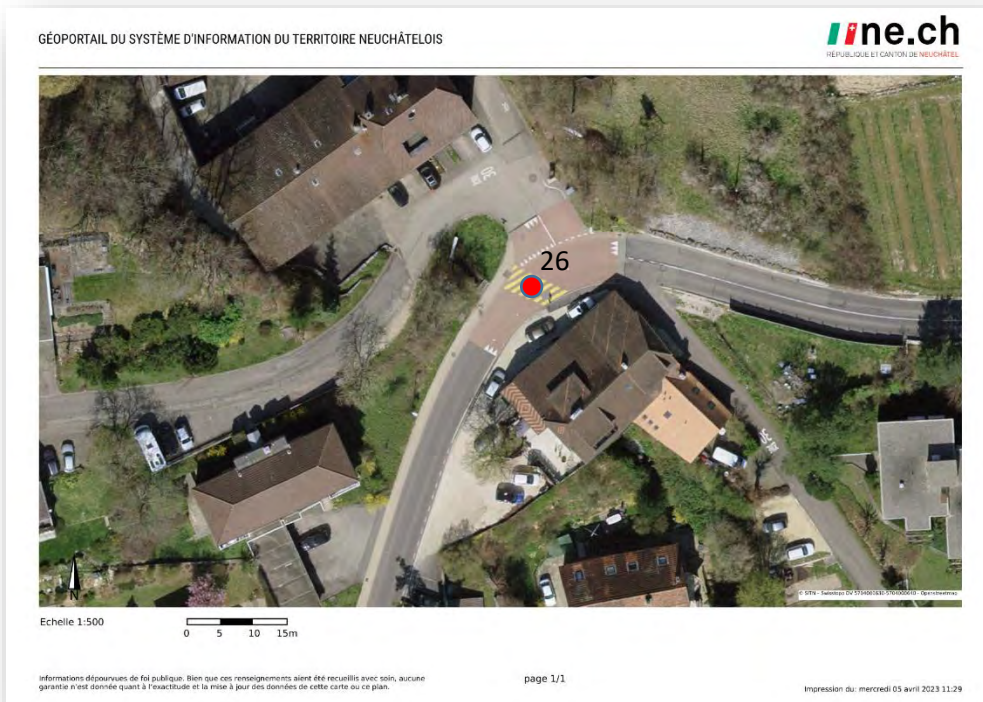 GÉOPORTAIL DU SYSTÈME D'INFORMATION DU TERRITOIRE NEUCHÂTELOIS
ne.ch
RÉPUBLIQUE ET CANTON DE NEUCHÂTEL
26
30
N
Echelle 1:500
0 5 10 15m
Informations dépourvues de foi publique. Bien que ces renseignements aient été recueillis avec soin, aucune
garantie n'est donnée quant à l'exactitude et la mise à jour des données de cette carte ou ce plan.
page 1/1
Impression du: mercredi 05 avril 2023 11:29